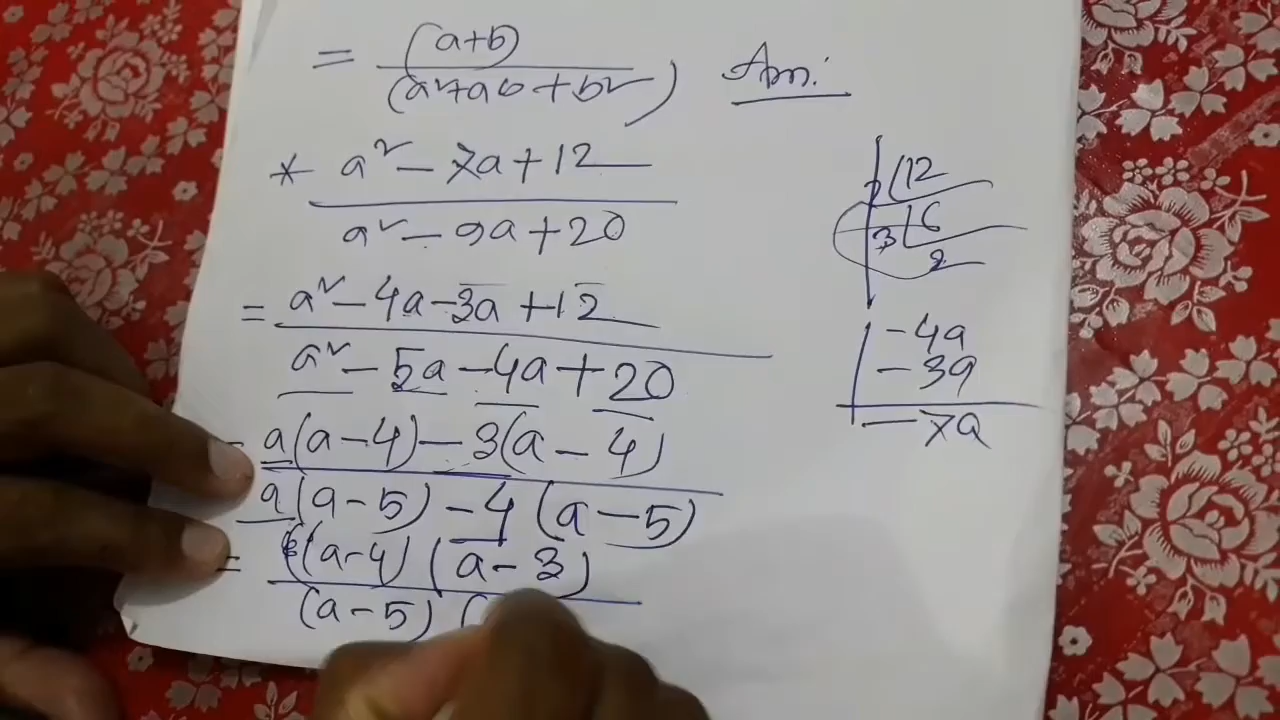 = (a+b)
(a²+ab+b²) Ans:
* a² - 7a + 12
a² - 9a + 20
= a² - 4a - 3a + 12
a² - 5a - 4a + 20
= a(a-4) - 3(a - 4)
a(a-5) - 4(a-5)
= (a-4) (a-3)
(a-5) (
2 12
3 6
2
-4a
-3a
-7a